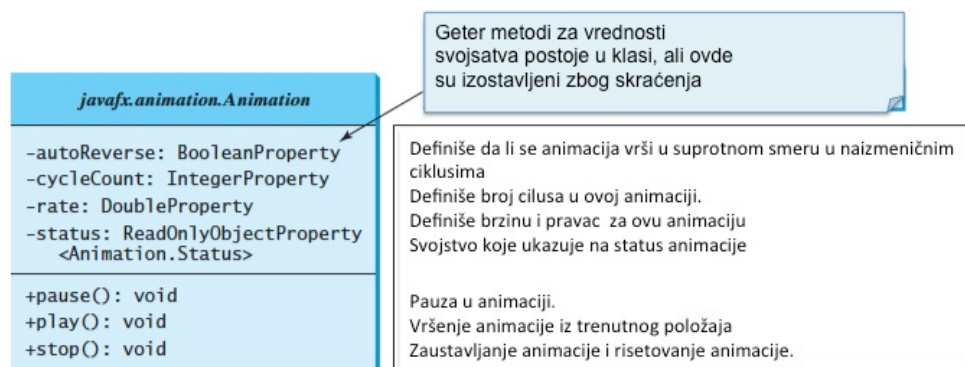 Geter metodi za vrednosti
svojsatva postoje u klasi, ali ovde
su izostavljeni zbog skraćenja
javafx.animation.Animation
-autoReverse: BooleanProperty
-cycleCount: IntegerProperty
-rate: DoubleProperty
-status: ReadOnlyObjectProperty
<Animation.Status>
+pause(): void
+play(): void
+stop(): void
Definiše da li se animacija vrši u suprotnom smeru u naizmeničnim
ciklusima
Definiše broj cilusa u ovoj animaciji.
Definiše brzinu i pravac za ovu animaciju
Svojstvo koje ukazuje na status animacije
Pauza u animaciji.
Vršenje animacije iz trenutnog položaja
Zaustavljanje animacije i risetovanje animacije.